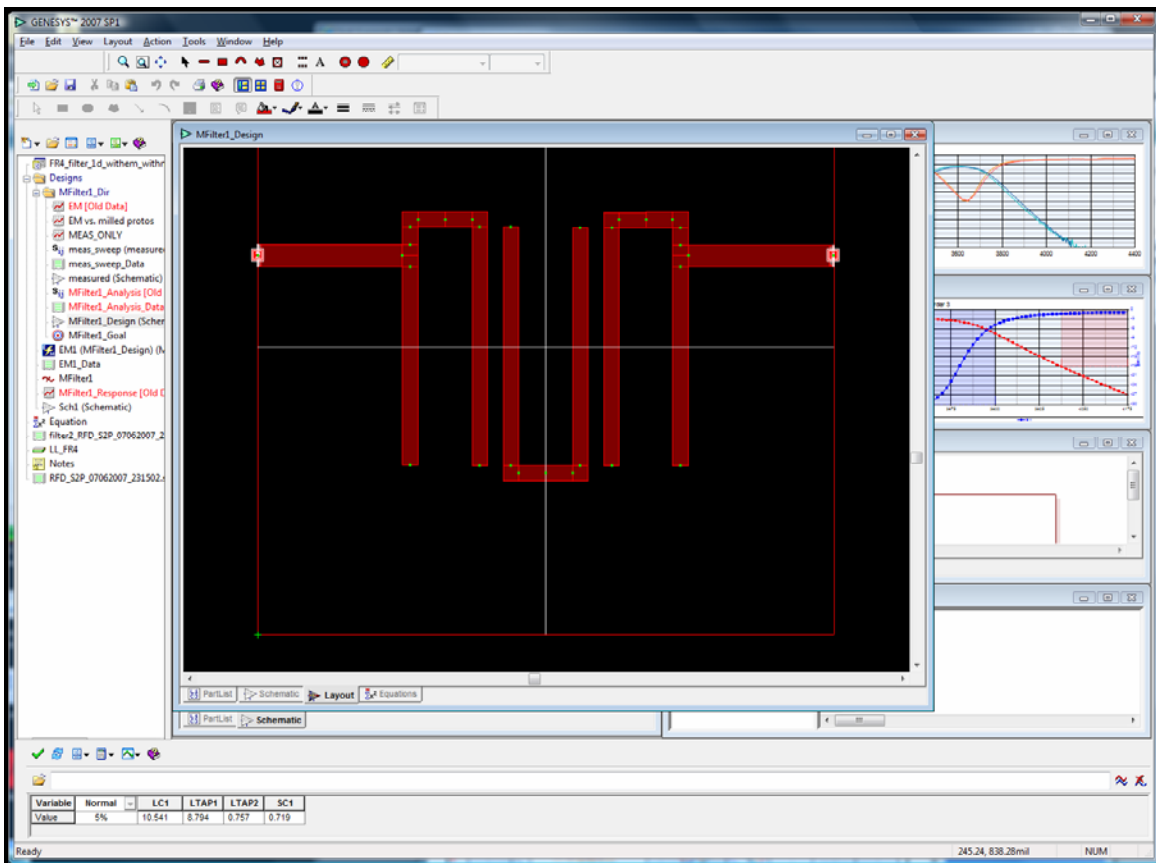 GENESYS™ 2007 SP1
File Edit View Layout Action Tools Window Help
A
MFilter1_Design
FR4_filter_1d_withem_withr
Designs
MFilter1_Dir
EM [Old Data]
EM vs. milled protos
MEAS_ONLY
Sij meas_sweep (measure
meas_sweep_Data
measured (Schematic)
Sij MFilter1_Analysis [Old
MFilter1_Analysis_Data
MFilter1_Design (Scher
MFilter1_Goal
EM1 (MFilter1_Design) (M
EM1_Data
MFilter1
MFilter1_Response [Old D
Sch1 (Schematic)
Equation
filter2_RFD_S2P_07062007_2
LL_FR4
Notes
RFD_S2P_07062007_231502.
3600 3800 4000 4200 4400
PartList Schematic Layout Equations
PartList Schematic
Variable Normal LC1 LTAP1 LTAP2 SC1
Value 5% 10.541 8.794 0.757 0.719
Ready 245.24, 838.28mil NUM